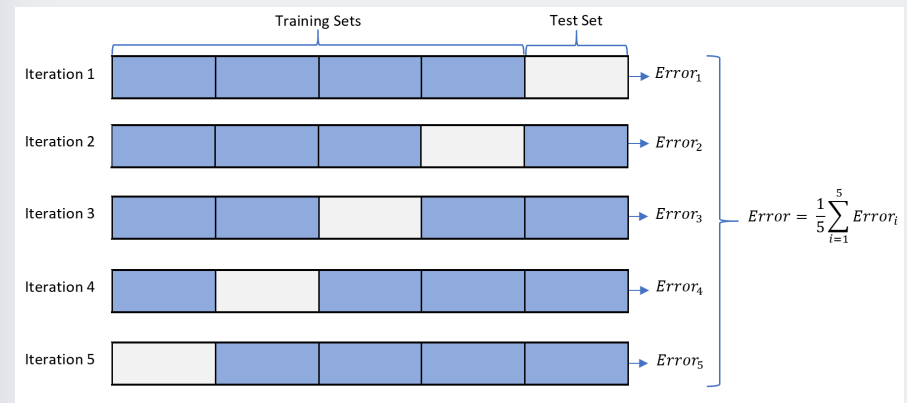 Training Sets
Test Set
Iteration 1
Error₁
Iteration 2
Error₂
Iteration 3
Error₃
Iteration 4
Error₄
Iteration 5
Error₅
Error = 1/5 ∑ᵢ₌₁⁵ Errorᵢ